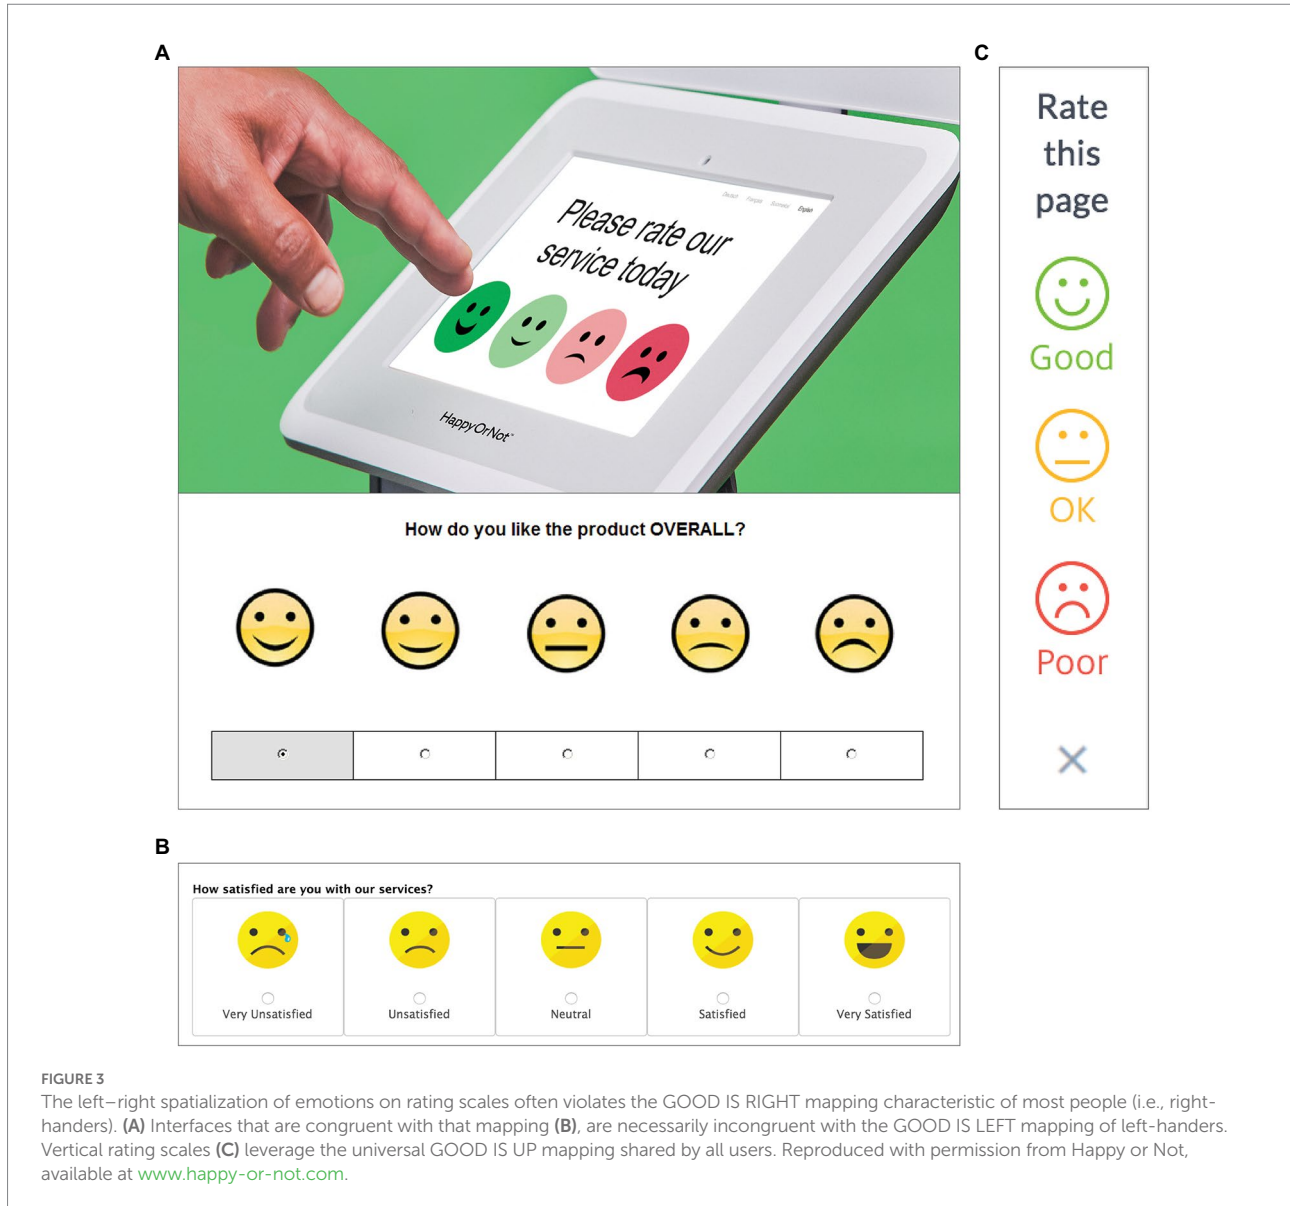 A
C
Deutsch Français Suomeksi English
Please rate our
service today
HappyOrNot™
Rate
this
page
Good
OK
Poor
How do you like the product OVERALL?
B
How satisfied are you with our services?
Very Unsatisfied Unsatisfied Neutral Satisfied Very Satisfied
FIGURE 3
The left–right spatialization of emotions on rating scales often violates the GOOD IS RIGHT mapping characteristic of most people (i.e., right-
handers). (A) Interfaces that are congruent with that mapping (B), are necessarily incongruent with the GOOD IS LEFT mapping of left-handers.
Vertical rating scales (C) leverage the universal GOOD IS UP mapping shared by all users. Reproduced with permission from Happy or Not,
available at www.happy-or-not.com.